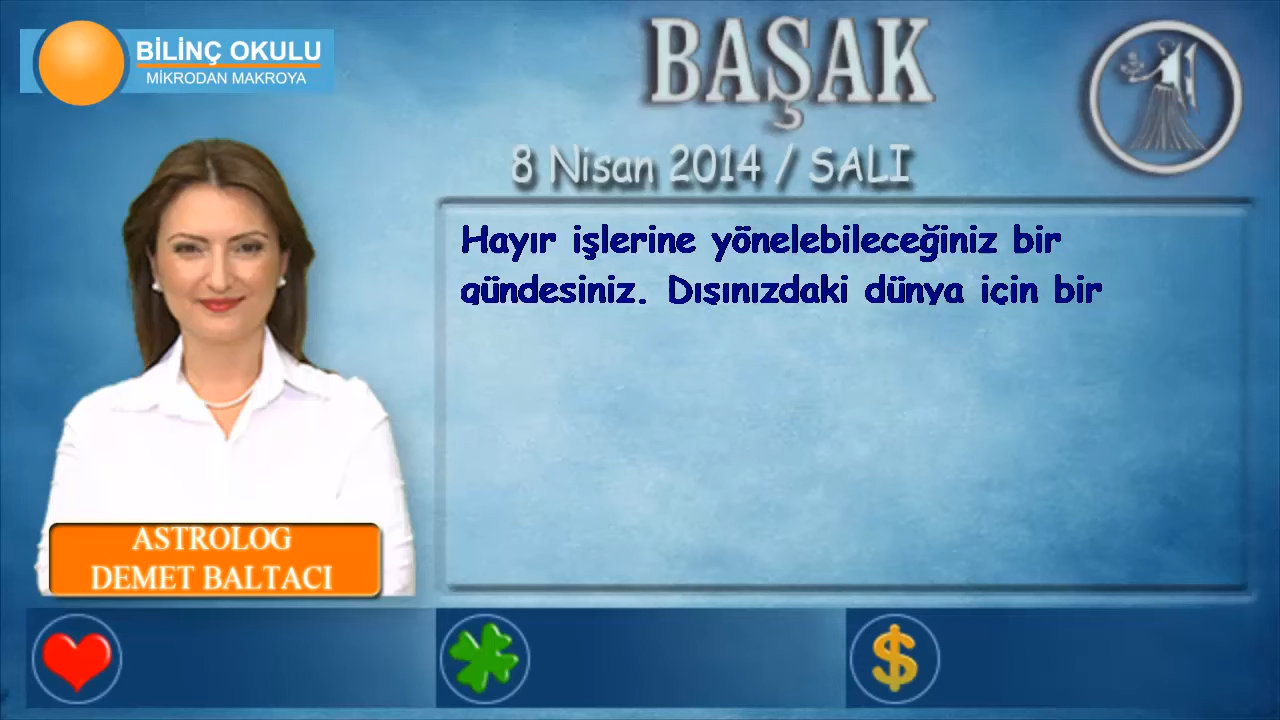 BİLİNÇ OKULU
MİKRODAN MAKROYA
BAŞAK
8 Nisan 2014 / SALI
Hayır işlerine yönelebileceğiniz bir
gündesiniz. Dışınızdaki dünya için bir
ASTROLOG
DEMET BALTACI